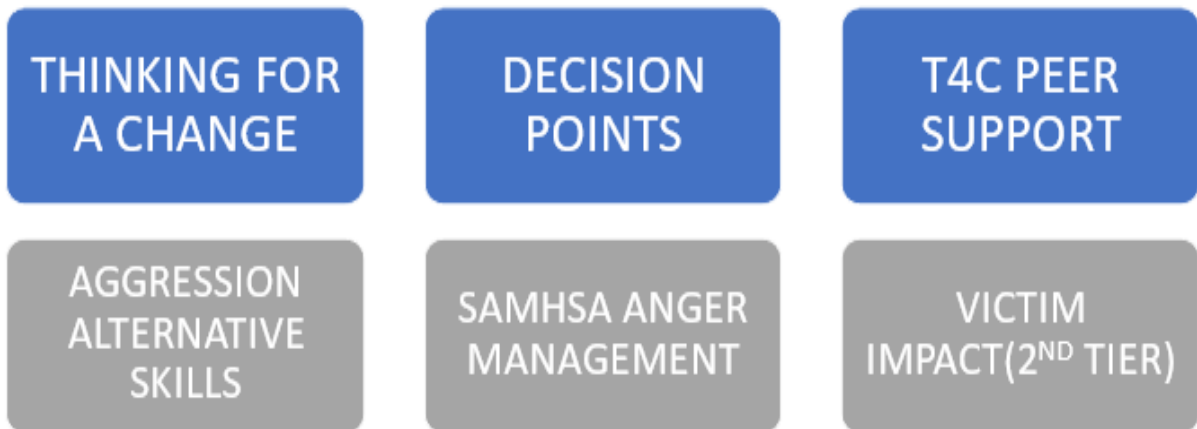 THINKING FOR
A CHANGE
DECISION
POINTS
T4C PEER
SUPPORT
AGGRESSION
ALTERNATIVE
SKILLS
SAMHSA ANGER
MANAGEMENT
VICTIM
IMPACT(2ND TIER)